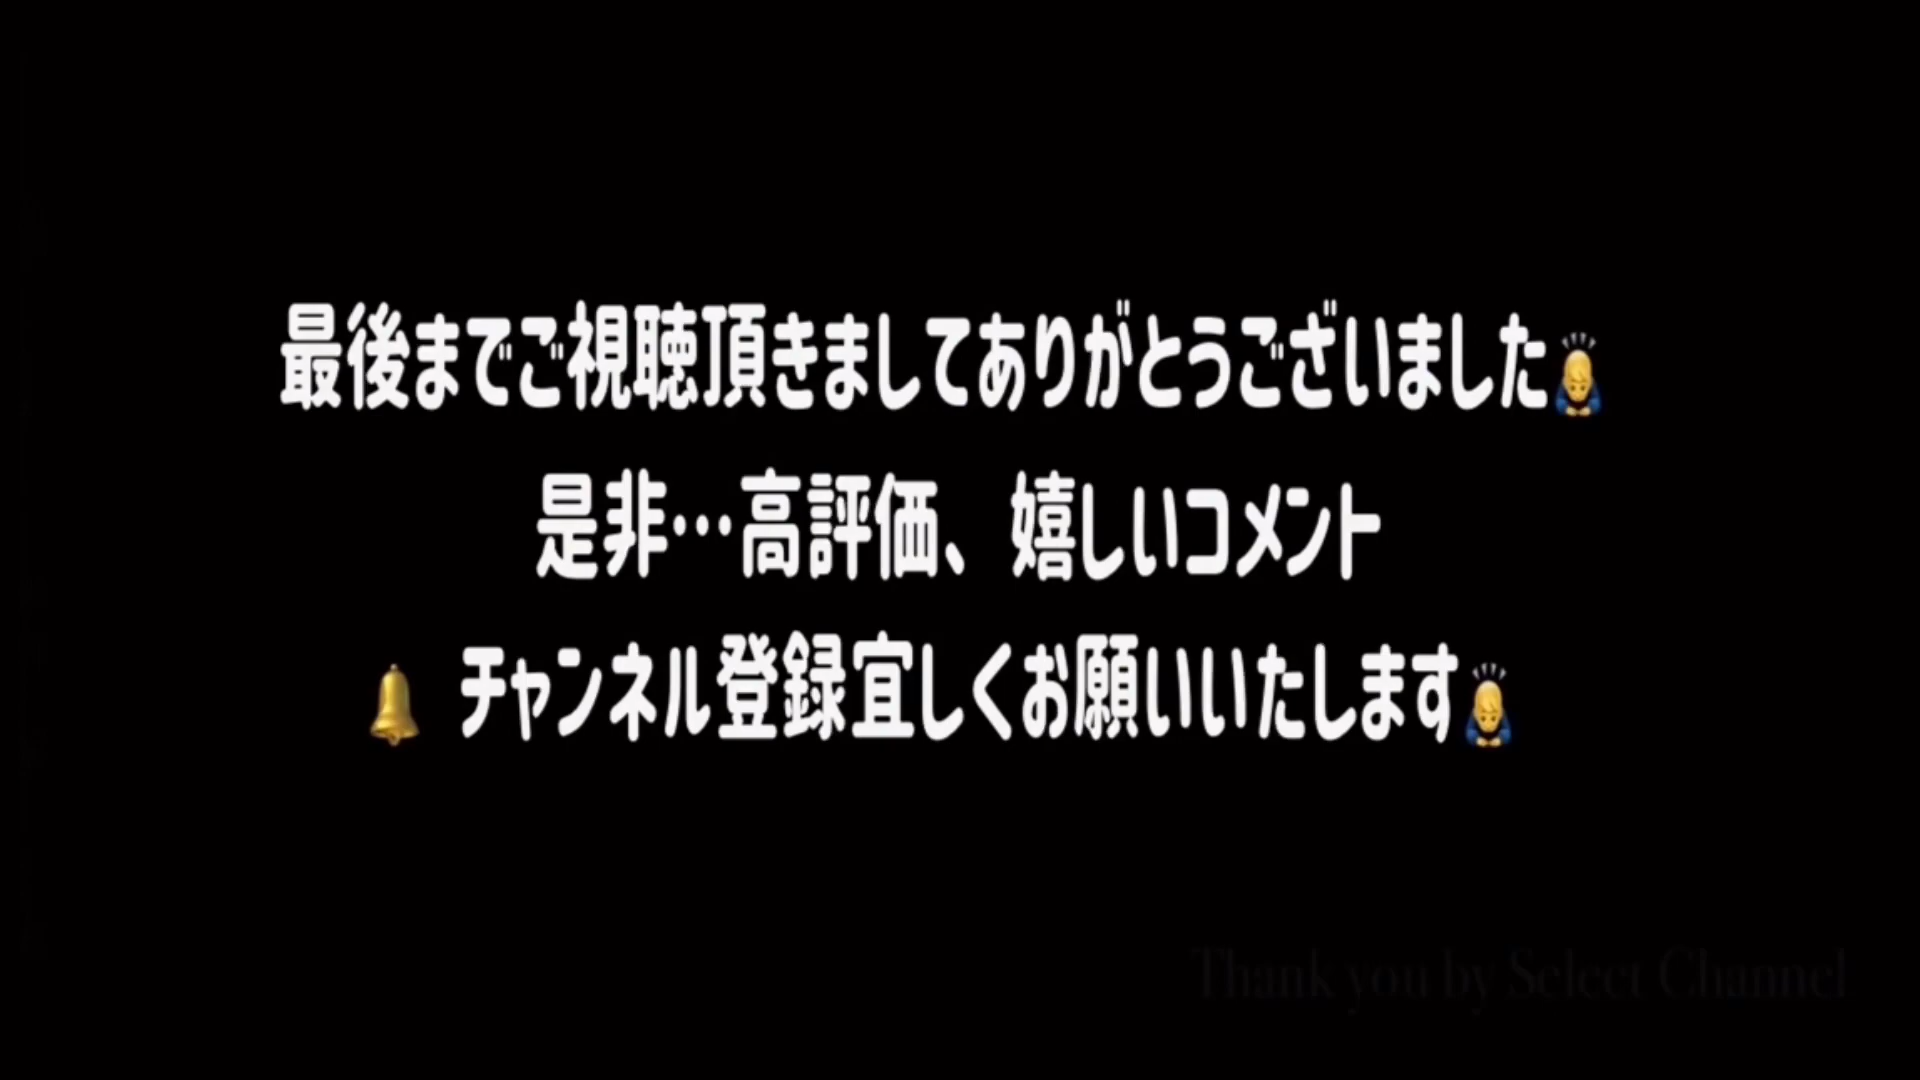 最後までご視聴頂きましてありがとうございました🙇‍♂️
是非…高評価、嬉しいコメント
🔔 チャンネル登録宜しくお願いいたします🙇‍♂️
Thank you by Select Channel